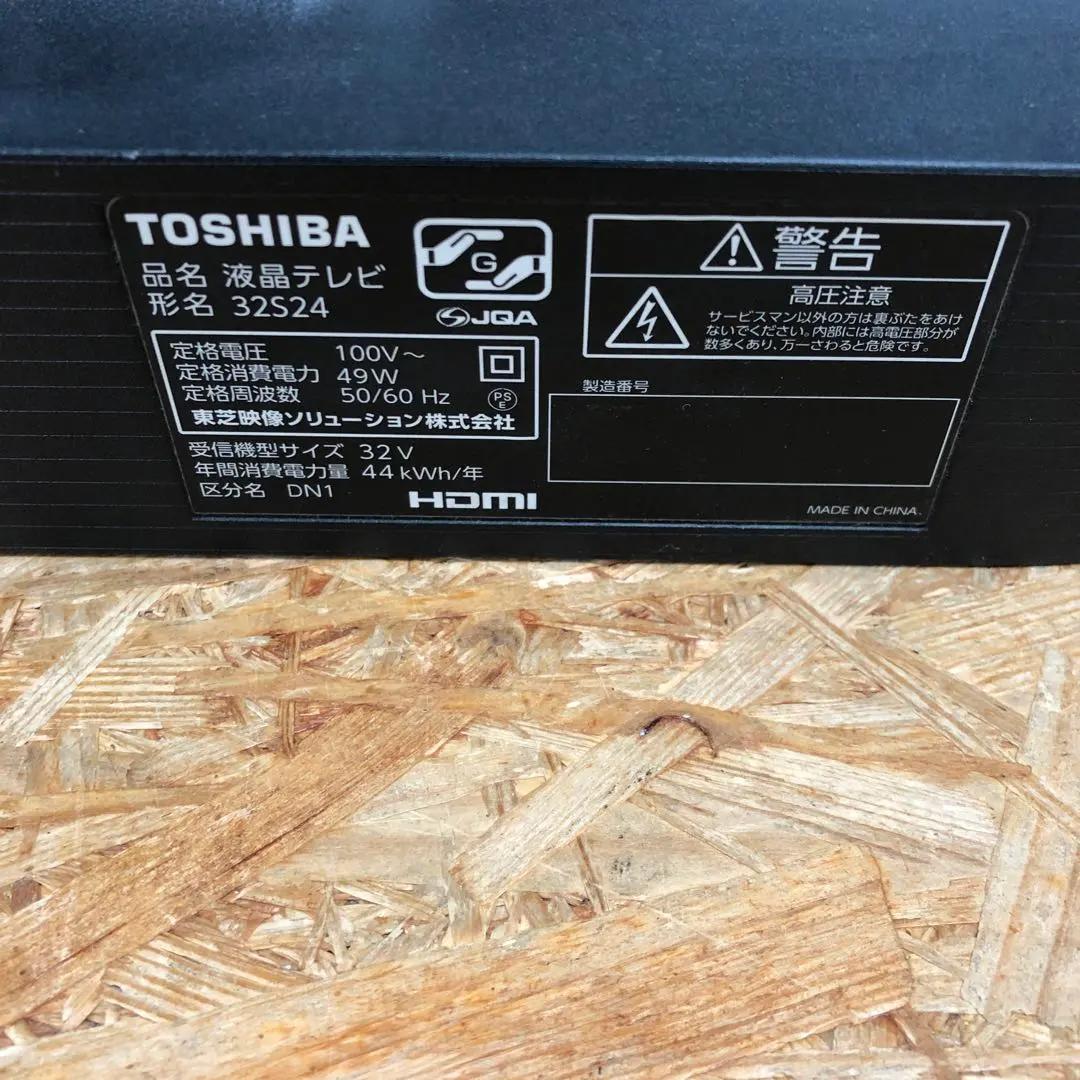 TOSHIBA
品名 液晶テレビ
形名 32S24
G
JQA
定格電圧 100V～
定格消費電力 49W
定格周波数 50/60 Hz
PS
E
東芝映像ソリューション株式会社
受信機型サイズ 32V
年間消費電力量 44kWh/年
区分名 DN1
HDMI
警告
高圧注意
サービスマン以外の方は裏ぶたをあけ
ないでください。内部には高電圧部分が
数多くあり、万一さわると危険です。
製造番号
MADE IN CHINA